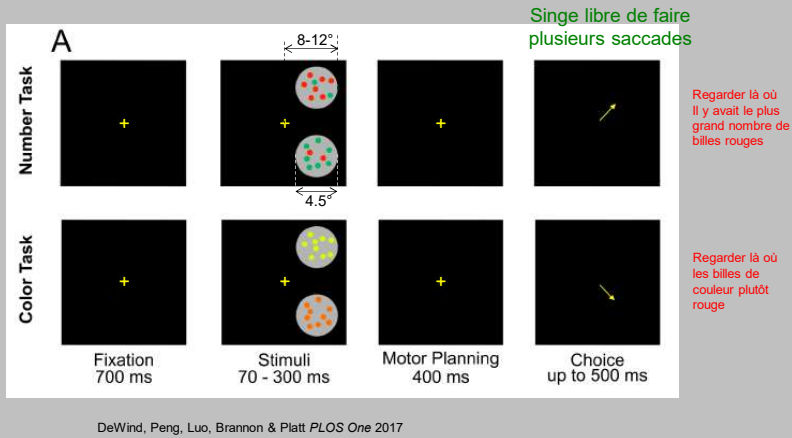 Singe libre de faire
plusieurs saccades
A
8-12°
Number Task
4.5°
Regarder là où
Il y avait le plus
grand nombre de
billes rouges
Color Task
Regarder là où
les billes de
couleur plutôt
rouge
Fixation
700 ms
Stimuli
70 - 300 ms
Motor Planning
400 ms
Choice
up to 500 ms
DeWind, Peng, Luo, Brannon & Platt PLOS One 2017